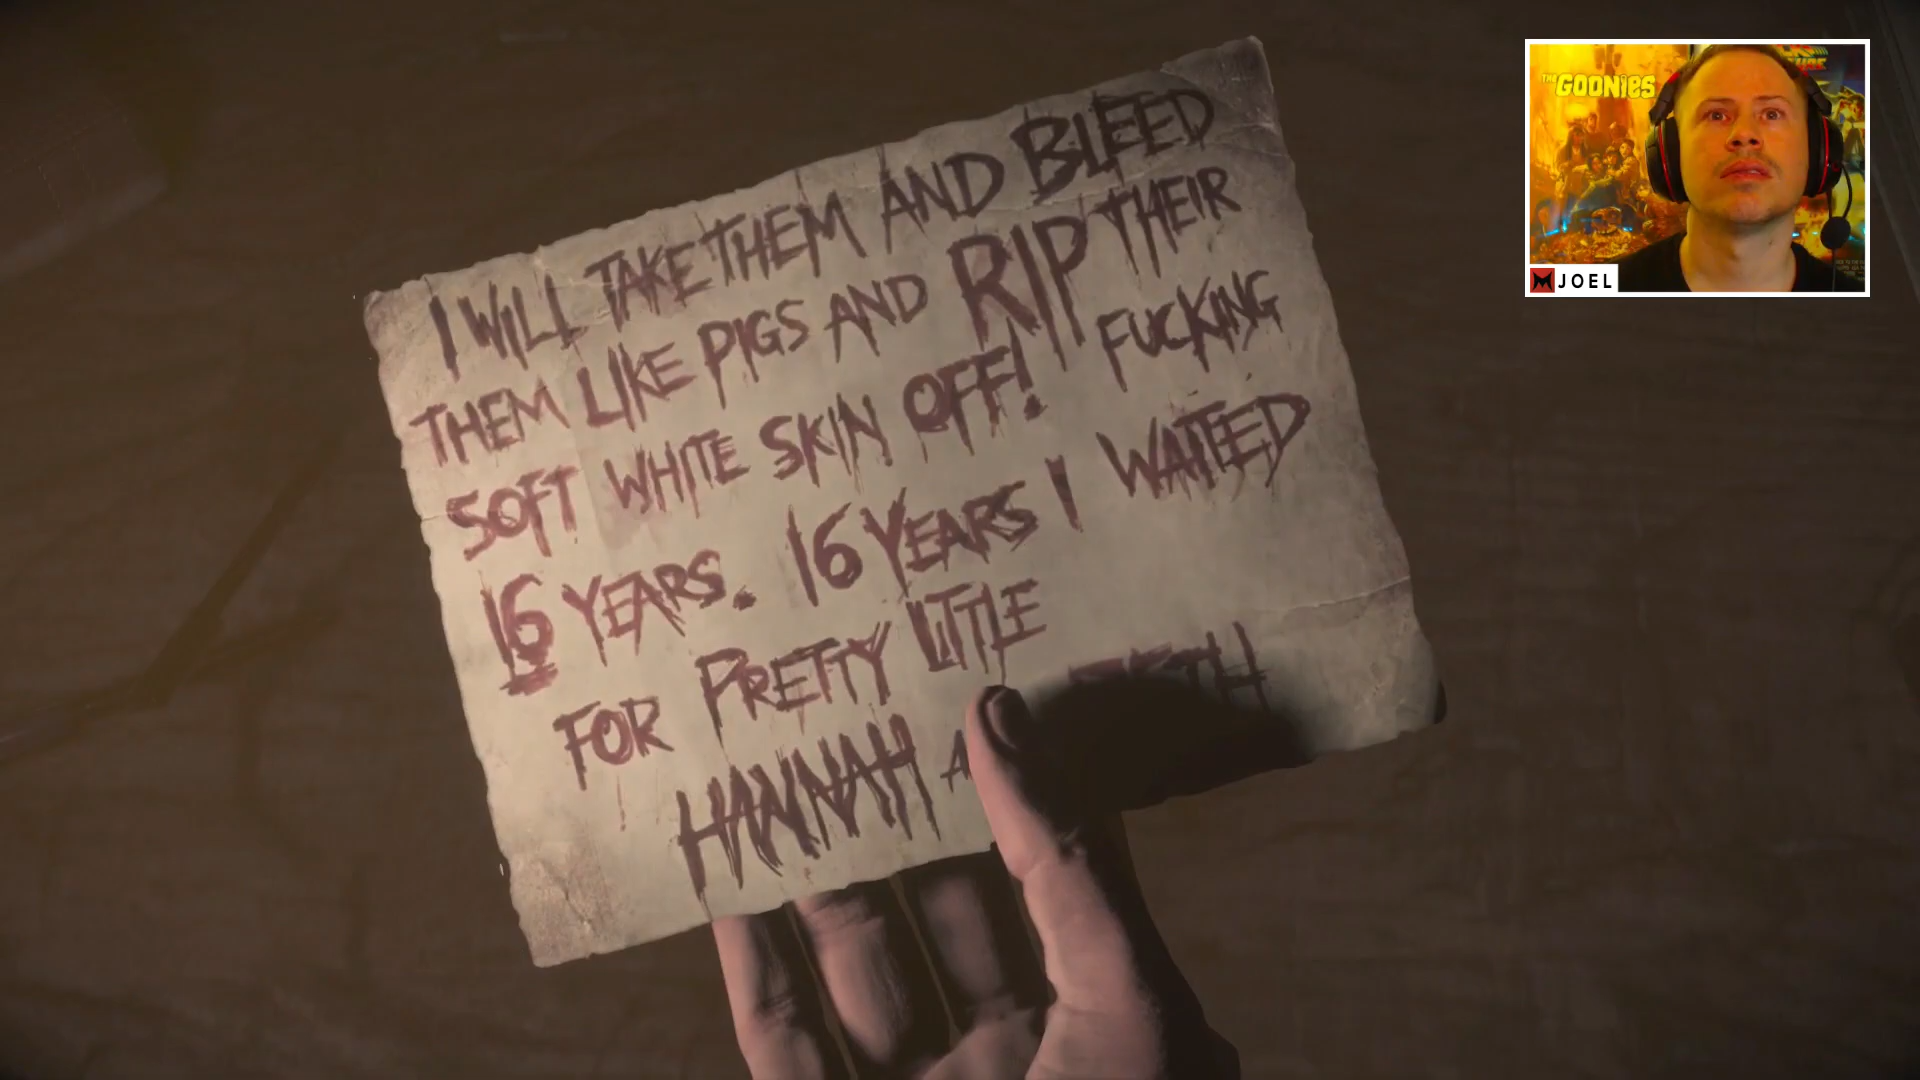 I WILL TAKE THEM AND BLEED
THEM LIKE PIGS AND RIP THEIR
SOFT WHITE SKIN OFF! FUCKING
16 YEARS. 16 YEARS I WAITED
FOR PRETTY LITTLE
HANNAH
THE GOONIES
JOEL